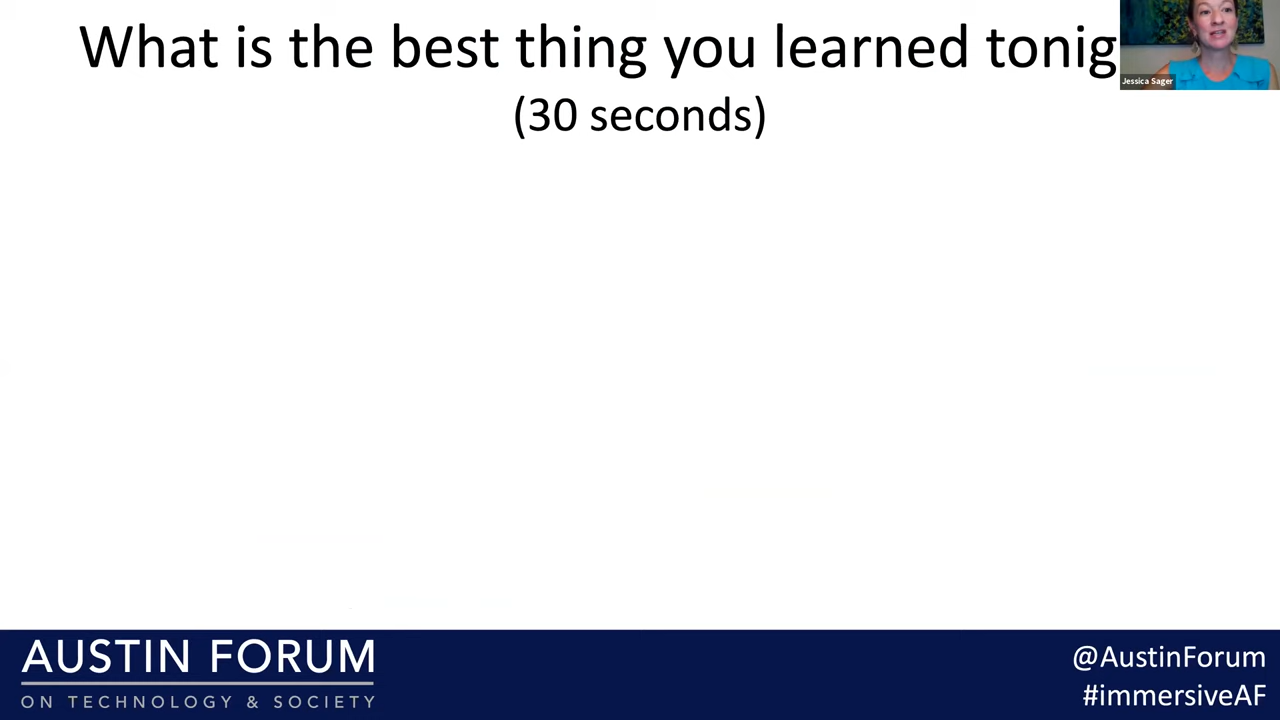 What is the best thing you learned tonig
(30 seconds)
Jessica Sager
AUSTIN FORUM
ON TECHNOLOGY & SOCIETY
@AustinForum
#immersiveAF